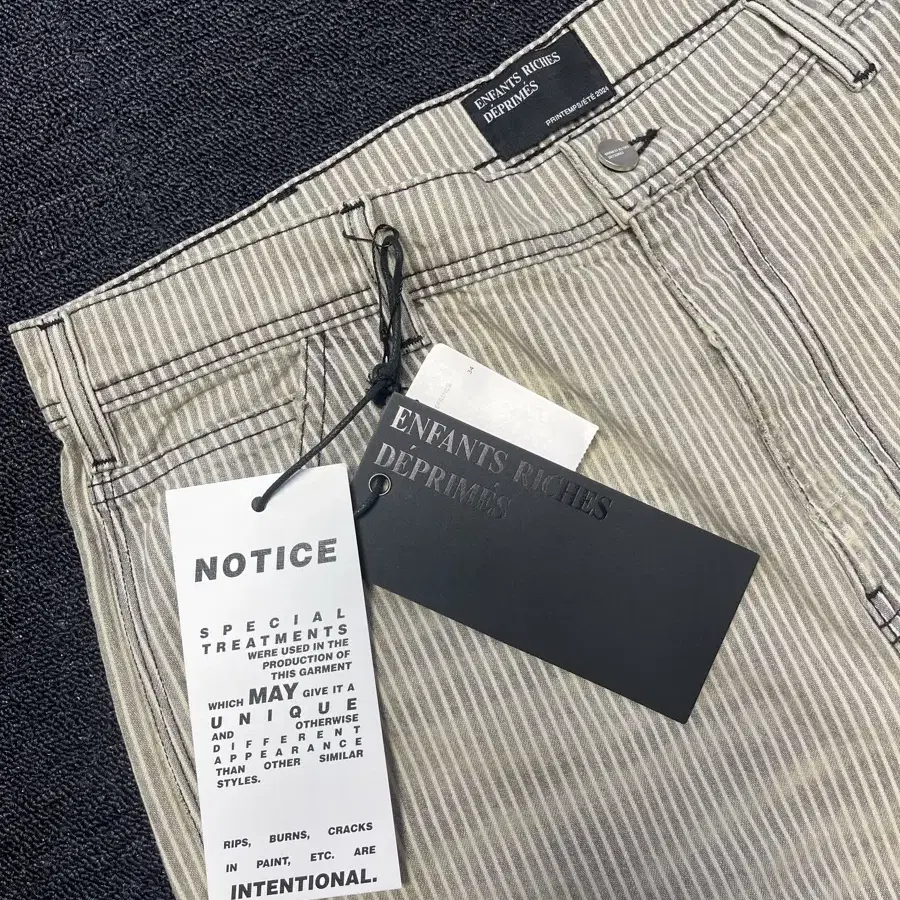 ENFANTS RICHES
DÉPRIMÉS
PRINTEMPS/ÉTÉ 2024
34
ENFANTS RICHES
DÉPRIMÉS
NOTICE
SPECIAL
TREATMENTS
WERE USED IN THE
PRODUCTION OF
THIS GARMENT
WHICH MAY GIVE IT A
UNIQUE
AND OTHERWISE
DIFFERENT
APPEARANCE
THAN OTHER SIMILAR
STYLES.
RIPS, BURNS, CRACKS
IN PAINT, ETC. ARE
INTENTIONAL.